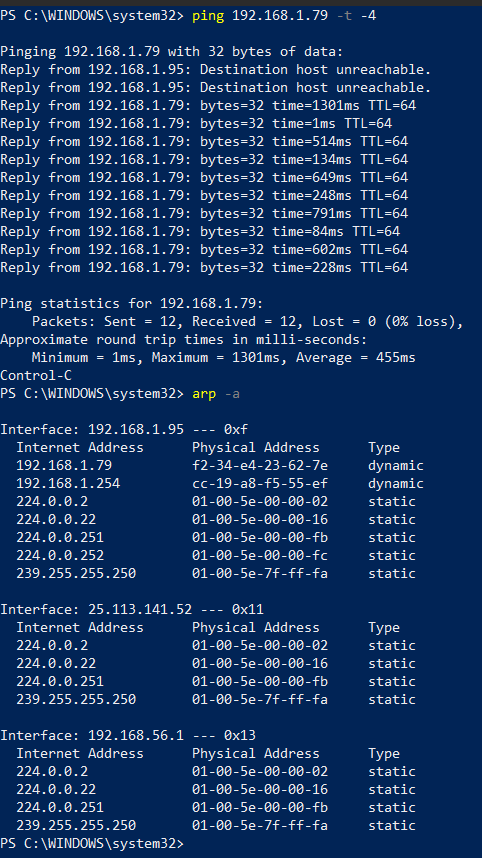 PS C:\WINDOWS\system32> ping 192.168.1.79 -t -4
Pinging 192.168.1.79 with 32 bytes of data:
Reply from 192.168.1.95: Destination host unreachable.
Reply from 192.168.1.95: Destination host unreachable.
Reply from 192.168.1.79: bytes=32 time=1301ms TTL=64
Reply from 192.168.1.79: bytes=32 time=1ms TTL=64
Reply from 192.168.1.79: bytes=32 time=514ms TTL=64
Reply from 192.168.1.79: bytes=32 time=134ms TTL=64
Reply from 192.168.1.79: bytes=32 time=649ms TTL=64
Reply from 192.168.1.79: bytes=32 time=248ms TTL=64
Reply from 192.168.1.79: bytes=32 time=791ms TTL=64
Reply from 192.168.1.79: bytes=32 time=84ms TTL=64
Reply from 192.168.1.79: bytes=32 time=602ms TTL=64
Reply from 192.168.1.79: bytes=32 time=228ms TTL=64
Ping statistics for 192.168.1.79:
    Packets: Sent = 12, Received = 12, Lost = 0 (0% loss),
Approximate round trip times in milli-seconds:
    Minimum = 1ms, Maximum = 1301ms, Average = 455ms
Control-C
PS C:\WINDOWS\system32> arp -a
Interface: 192.168.1.95 --- 0xf
  Internet Address      Physical Address      Type
  192.168.1.79          f2-34-e4-23-62-7e     dynamic
  192.168.1.254         cc-19-a8-f5-55-ef     dynamic
  224.0.0.2             01-00-5e-00-00-02     static
  224.0.0.22            01-00-5e-00-00-16     static
  224.0.0.251           01-00-5e-00-00-fb     static
  224.0.0.252           01-00-5e-00-00-fc     static
  239.255.255.250       01-00-5e-7f-ff-fa     static
Interface: 25.113.141.52 --- 0x11
  Internet Address      Physical Address      Type
  224.0.0.2             01-00-5e-00-00-02     static
  224.0.0.22            01-00-5e-00-00-16     static
  224.0.0.251           01-00-5e-00-00-fb     static
  239.255.255.250       01-00-5e-7f-ff-fa     static
Interface: 192.168.56.1 --- 0x13
  Internet Address      Physical Address      Type
  224.0.0.2             01-00-5e-00-00-02     static
  224.0.0.22            01-00-5e-00-00-16     static
  224.0.0.251           01-00-5e-00-00-fb     static
  239.255.255.250       01-00-5e-7f-ff-fa     static
PS C:\WINDOWS\system32>